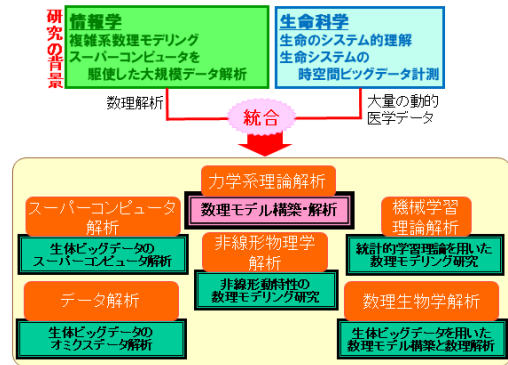 研究の背景
情報学
複雑系数理モデリング
スーパーコンピュータを
駆使した大規模データ解析
生命科学
生命のシステム的理解
生命システムの
時空間ビッグデータ計測
数理解析
統合
大量の動的
医学データ
力学系理論解析
数理モデル構築・解析
スーパーコンピュータ
解析
生体ビッグデータの
スーパーコンピュータ解析
非線形物理学
解析
非線形動特性の
数理モデリング研究
機械学習
理論解析
統計的学習理論を用いた
数理モデリング研究
データ解析
生体ビッグデータの
オミクスデータ解析
数理生物学解析
生体ビッグデータを用いた
数理モデル構築と数理解析